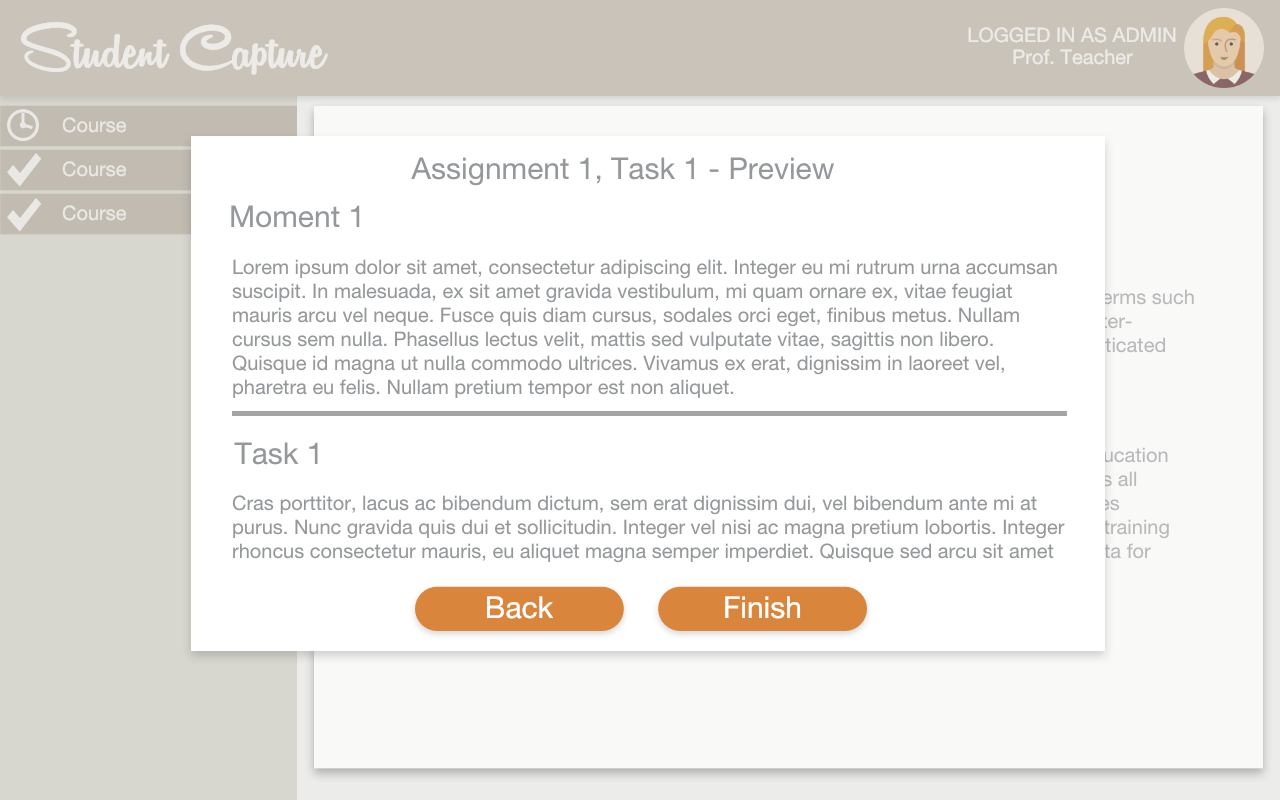 Student Capture
LOGGED IN AS ADMIN
Prof. Teacher
Course
Course
Course
Assignment 1, Task 1 - Preview
Moment 1
Lorem ipsum dolor sit amet, consectetur adipiscing elit. Integer eu mi rutrum urna accumsan
suscipit. In malesuada, ex sit amet gravida vestibulum, mi quam ornare ex, vitae feugiat
mauris arcu vel neque. Fusce quis diam cursus, sodales orci eget, finibus metus. Nullam
cursus sem nulla. Phasellus lectus velit, mattis sed vulputate vitae, sagittis non libero.
Quisque id magna ut nulla commodo ultrices. Vivamus ex erat, dignissim in laoreet vel,
pharetra eu felis. Nullam pretium tempor est non aliquet.
Task 1
Cras porttitor, lacus ac bibendum dictum, sem erat dignissim dui, vel bibendum ante mi at
purus. Nunc gravida quis dui et sollicitudin. Integer vel nisi ac magna pretium lobortis. Integer
rhoncus consectetur mauris, eu aliquet magna semper imperdiet. Quisque sed arcu sit amet
Back
Finish
such
all
training
for